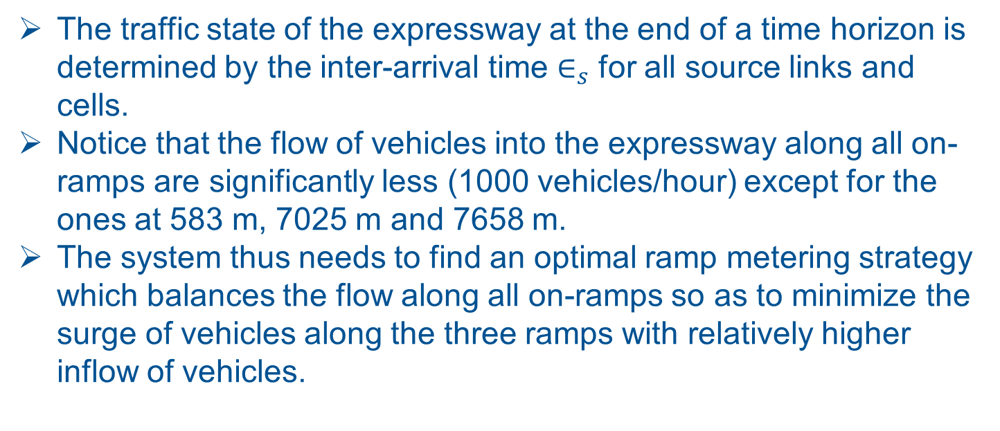 ➢ The traffic state of the expressway at the end of a time horizon is
determined by the inter-arrival time ∈ₛ for all source links and
cells.
➢ Notice that the flow of vehicles into the expressway along all on-
ramps are significantly less (1000 vehicles/hour) except for the
ones at 583 m, 7025 m and 7658 m.
➢ The system thus needs to find an optimal ramp metering strategy
which balances the flow along all on-ramps so as to minimize the
surge of vehicles along the three ramps with relatively higher
inflow of vehicles.